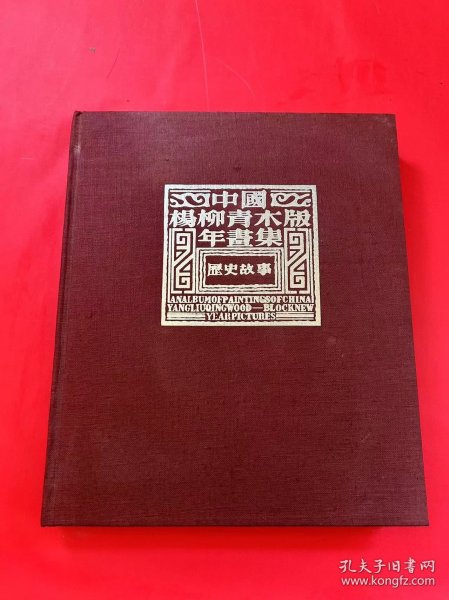 中國
楊柳青木版
年畫集
歷史故事
ANALBUMOFPAINTINGSOFCHINA
YANGLIUQINGWOOD—BLOCKNEW
YEARPICTURES
孔夫子旧书网
www.kongfz.com